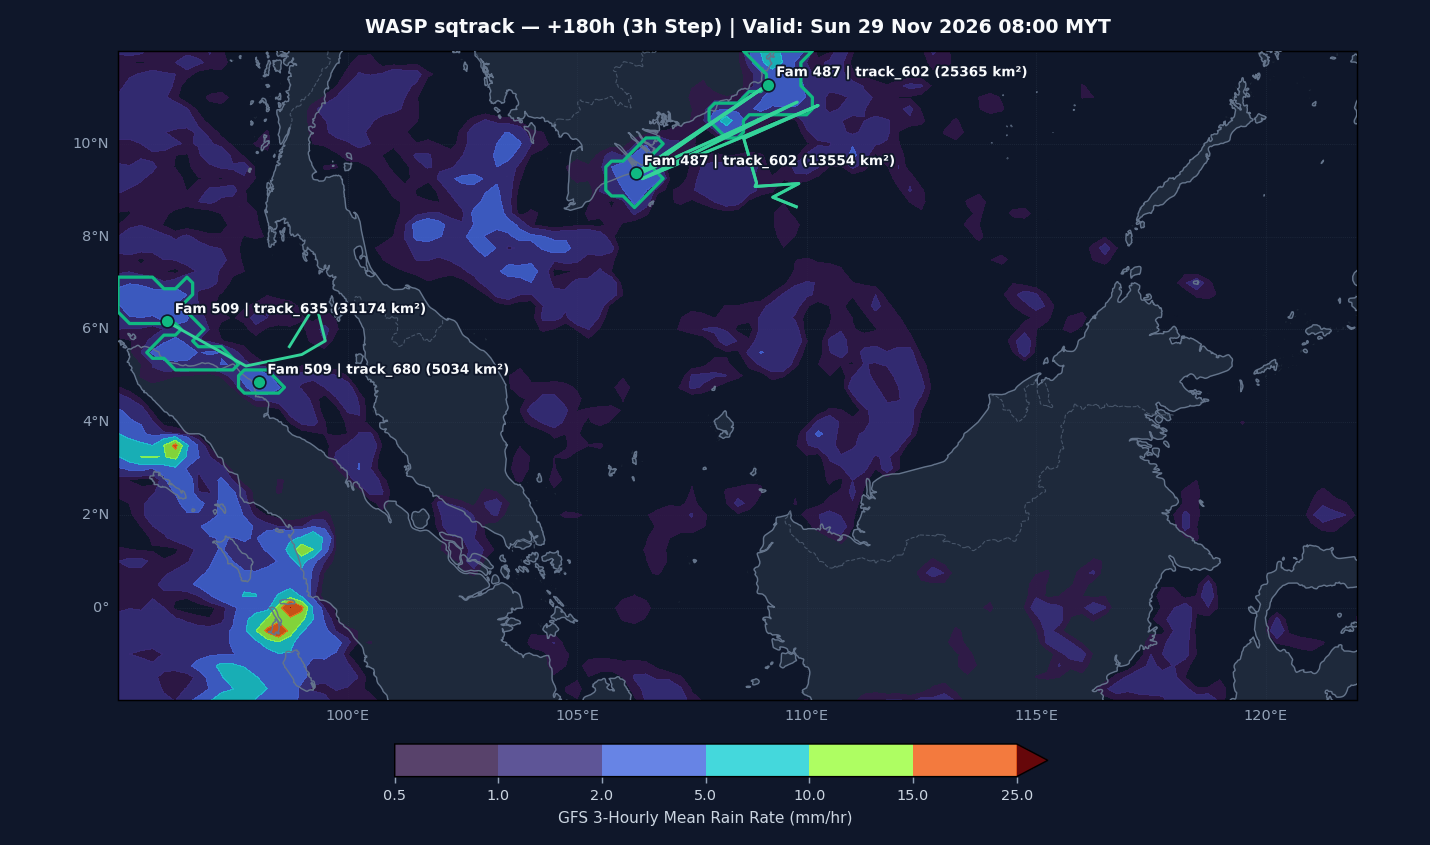 WASP sqtrack — +180h (3h Step) | Valid: Sun 29 Nov 2026 08:00 MYT
Fam 487 | track_602 (25365 km²)
10°N
Fam 487 | track_602 (13554 km²)
8°N
Fam 509 | track_635 (31174 km²)
6°N
Fam 509 | track_680 (5034 km²)
4°N
2°N
0°
100°E 105°E 110°E 115°E 120°E
0.5 1.0 2.0 5.0 10.0 15.0 25.0
GFS 3-Hourly Mean Rain Rate (mm/hr)